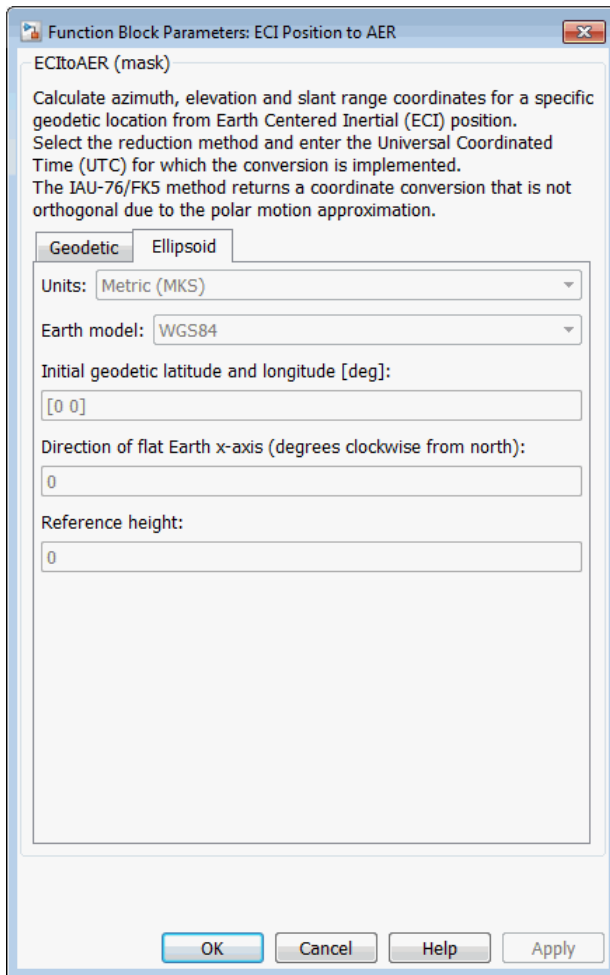 Function Block Parameters: ECI Position to AER
ECItoAER (mask)
Calculate azimuth, elevation and slant range coordinates for a specific
geodetic location from Earth Centered Inertial (ECI) position.
Select the reduction method and enter the Universal Coordinated
Time (UTC) for which the conversion is implemented.
The IAU-76/FK5 method returns a coordinate conversion that is not
orthogonal due to the polar motion approximation.
Geodetic Ellipsoid
Units: Metric (MKS)
Earth model: WGS84
Initial geodetic latitude and longitude [deg]:
[0 0]
Direction of flat Earth x-axis (degrees clockwise from north):
0
Reference height:
0
OK Cancel Help Apply